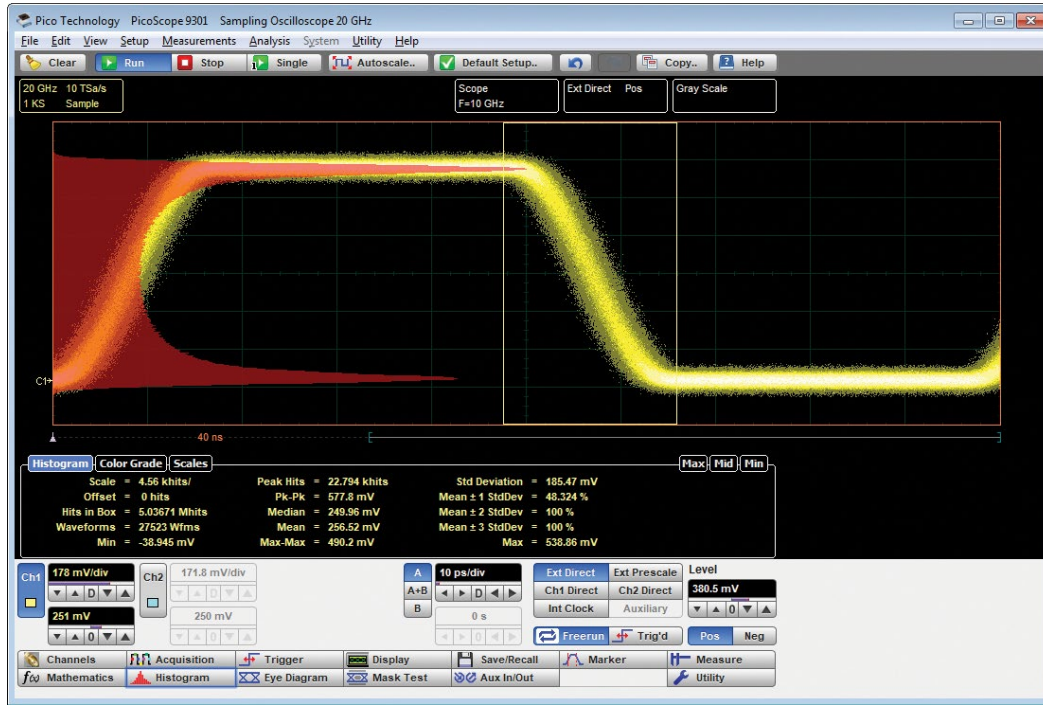 Pico Technology PicoScope 9301 Sampling Oscilloscope 20 GHz
File Edit View Setup Measurements Analysis System Utility Help
Clear Run Stop 1 Single Autoscale.. Default Setup.. Copy.. ? Help
20 GHz 10 TSa/s
1 KS Sample
Scope
F=10 GHz
Ext Direct Pos
Gray Scale
C1
40 ns
Histogram Color Grade Scales Max Mid Min
Scale = 4.56 khits/ Peak Hits = 22.794 khits Std Deviation = 185.47 mV
Offset = 0 hits Pk-Pk = 577.8 mV Mean ± 1 StdDev = 48.324 %
Hits in Box = 5.03671 Mhits Median = 249.96 mV Mean ± 2 StdDev = 100 %
Waveforms = 27523 Wfms Mean = 256.52 mV Mean ± 3 StdDev = 100 %
Min = -38.945 mV Max-Max = 490.2 mV Max = 538.86 mV
Ch1 178 mV/div Ch2 171.8 mV/div A 10 ps/div Ext Direct Ext Prescale Level
D D A+B D Ch1 Direct Ch2 Direct 380.5 mV
251 mV 250 mV B 0 s Int Clock Auxiliary 0
0 0 0 Freerun Trig'd Pos Neg
Channels Acquisition Trigger Display Save/Recall Marker Measure
f(ω) Mathematics Histogram Eye Diagram Mask Test Aux In/Out Utility